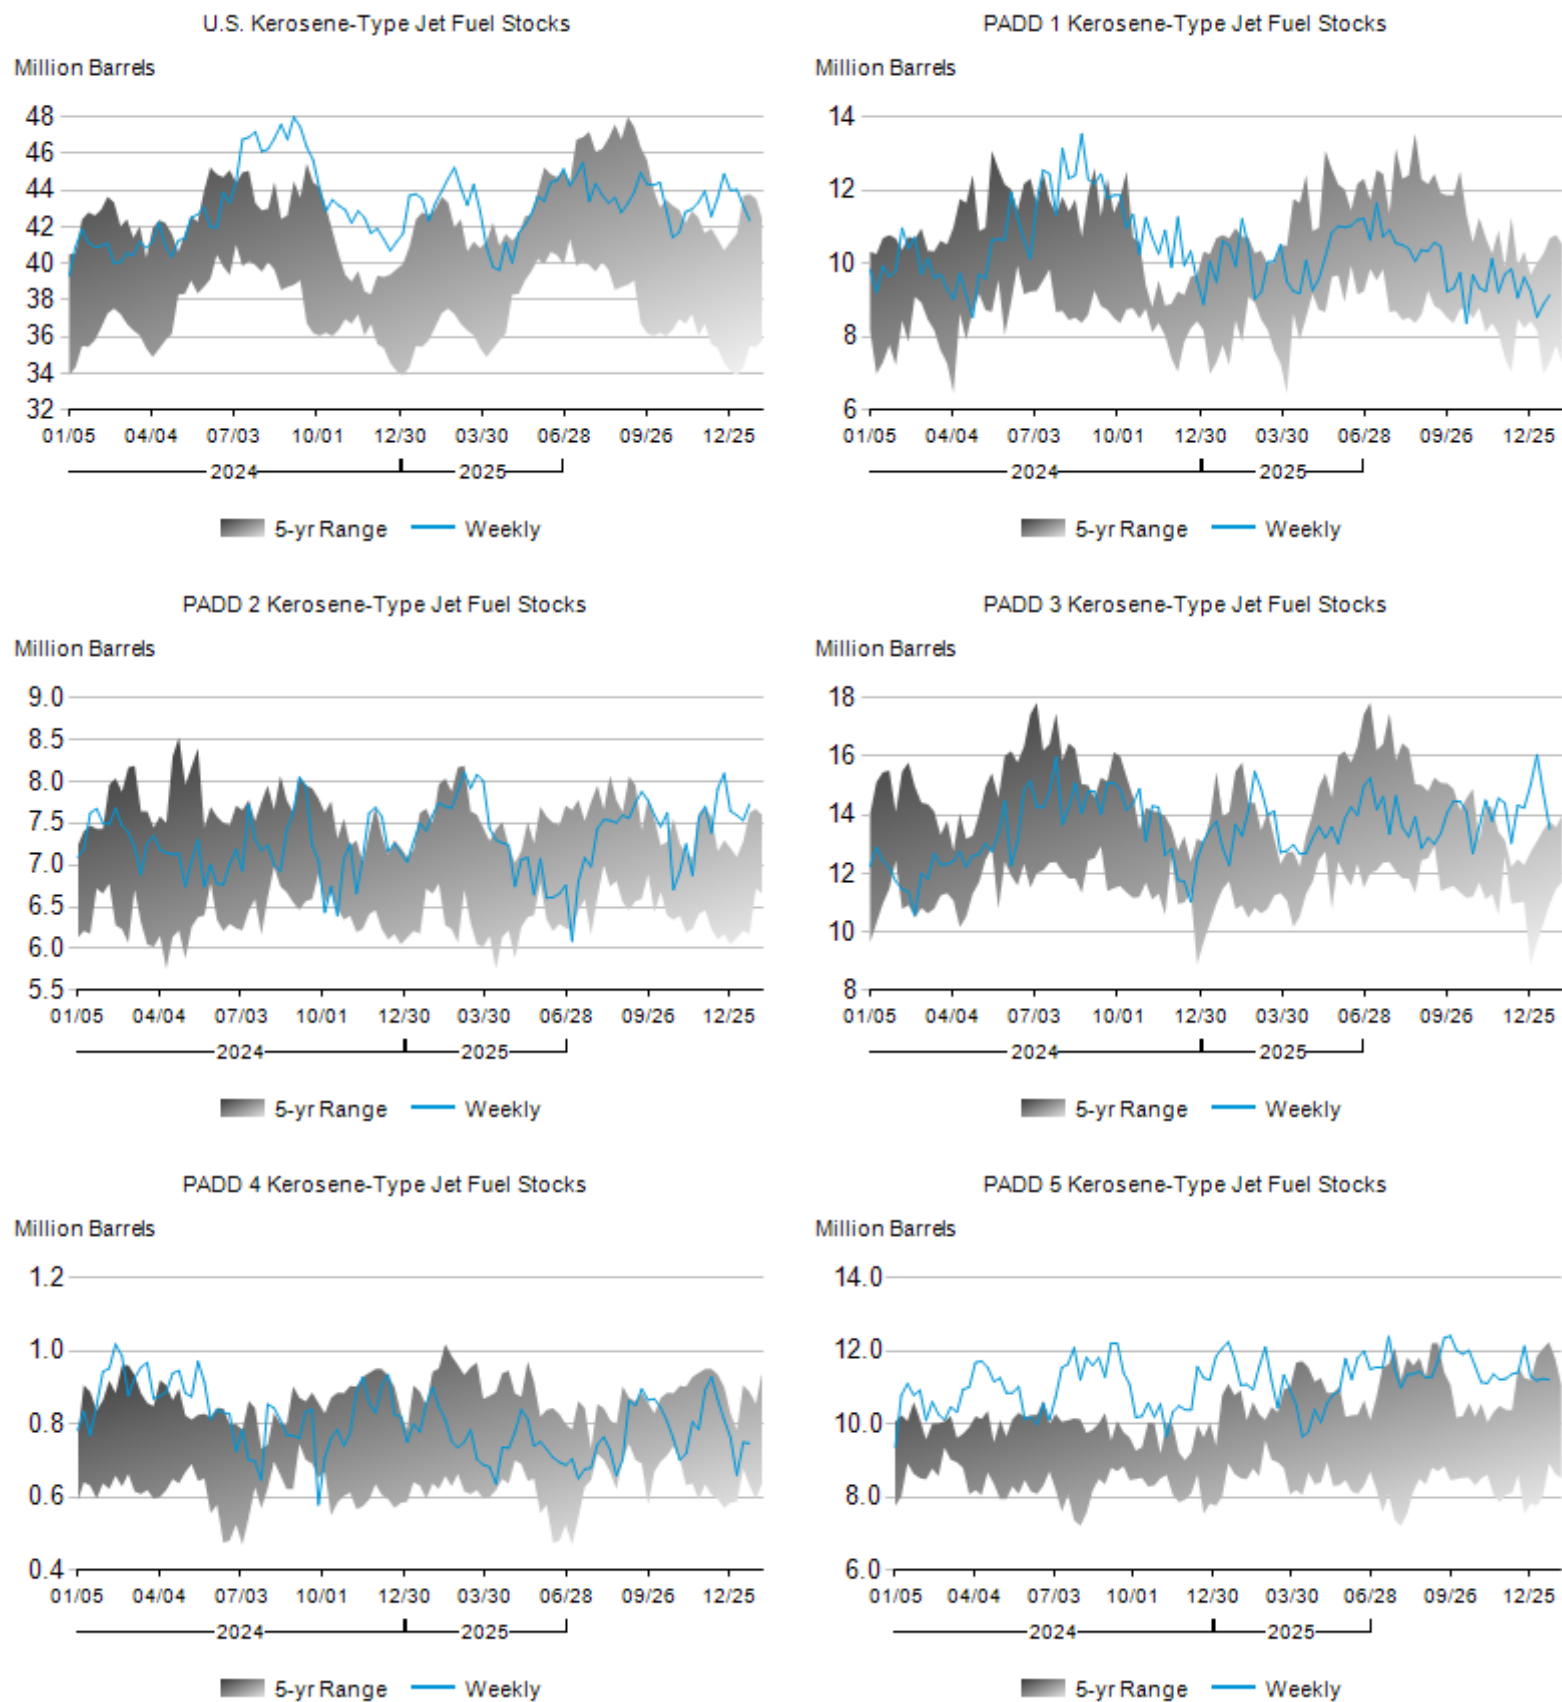 U.S. Kerosene-Type Jet Fuel Stocks
Million Barrels
48
46
44
42
40
38
36
34
32
01/05 04/04 07/03 10/01 12/30 03/30 06/28 09/26 12/25
2024 2025
5-yr Range Weekly
PADD 1 Kerosene-Type Jet Fuel Stocks
Million Barrels
14
12
10
8
6
01/05 04/04 07/03 10/01 12/30 03/30 06/28 09/26 12/25
2024 2025
5-yr Range Weekly
PADD 2 Kerosene-Type Jet Fuel Stocks
Million Barrels
9.0
8.5
8.0
7.5
7.0
6.5
6.0
5.5
01/05 04/04 07/03 10/01 12/30 03/30 06/28 09/26 12/25
2024 2025
5-yr Range Weekly
PADD 3 Kerosene-Type Jet Fuel Stocks
Million Barrels
18
16
14
12
10
8
01/05 04/04 07/03 10/01 12/30 03/30 06/28 09/26 12/25
2024 2025
5-yr Range Weekly
PADD 4 Kerosene-Type Jet Fuel Stocks
Million Barrels
1.2
1.0
0.8
0.6
0.4
01/05 04/04 07/03 10/01 12/30 03/30 06/28 09/26 12/25
2024 2025
5-yr Range Weekly
PADD 5 Kerosene-Type Jet Fuel Stocks
Million Barrels
14.0
12.0
10.0
8.0
6.0
01/05 04/04 07/03 10/01 12/30 03/30 06/28 09/26 12/25
2024 2025
5-yr Range Weekly